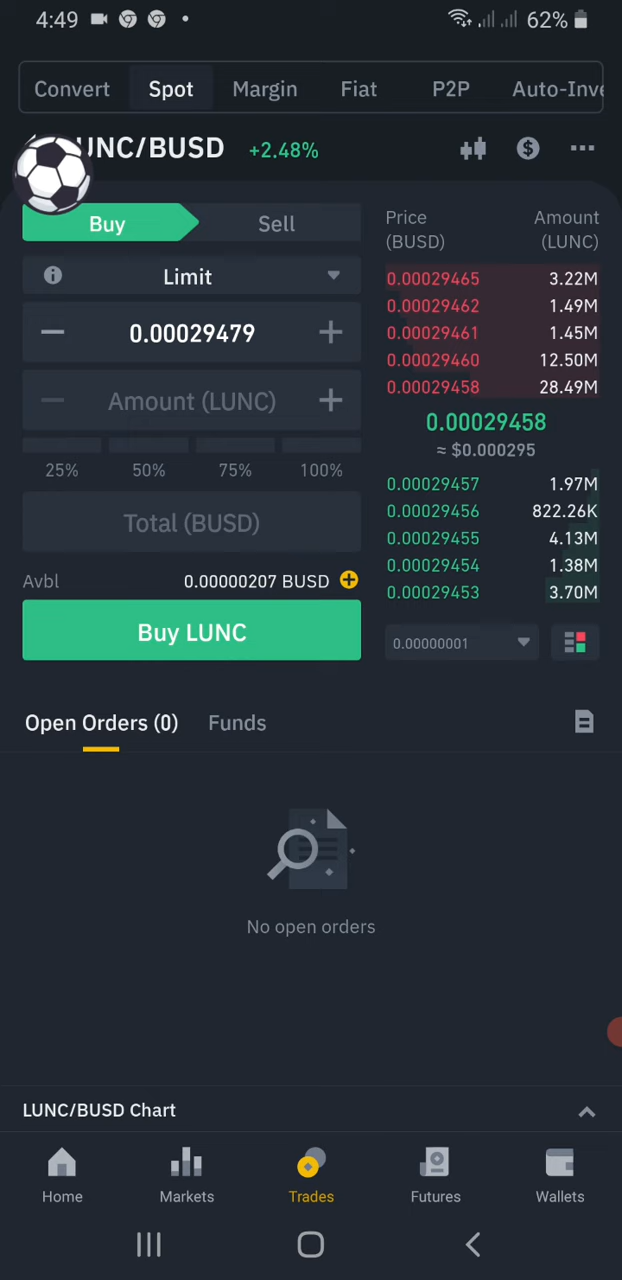 4:49 62%
Convert Spot Margin Fiat P2P Auto-Inve
UNC/BUSD +2.48%
Buy Sell
Limit
0.00029479
Amount (LUNC)
25% 50% 75% 100%
Total (BUSD)
Avbl 0.00000207 BUSD
Buy LUNC
Price Amount
(BUSD) (LUNC)
0.00029465 3.22M
0.00029462 1.49M
0.00029461 1.45M
0.00029460 12.50M
0.00029458 28.49M
0.00029458
≈ $0.000295
0.00029457 1.97M
0.00029456 822.26K
0.00029455 4.13M
0.00029454 1.38M
0.00029453 3.70M
0.00000001
Open Orders (0) Funds
No open orders
LUNC/BUSD Chart
Home Markets Trades Futures Wallets